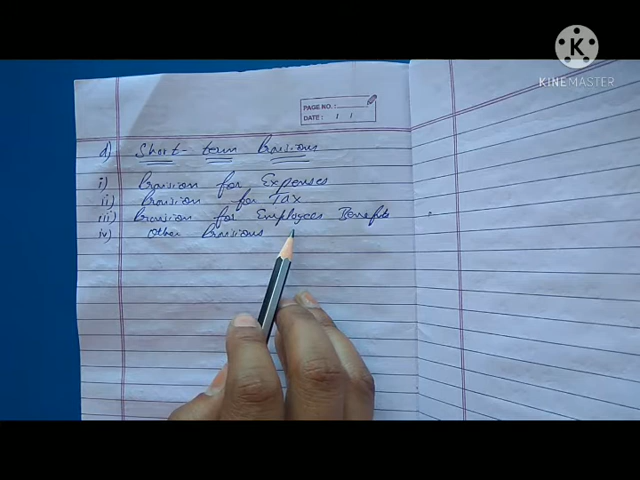 K
KINEMASTER
PAGE NO.:
DATE: / /
d) Short-term Provisions
i) Provision for Expenses
ii) Provision for Tax
iii) Provision for Employees Benefits
iv) Other Provisions